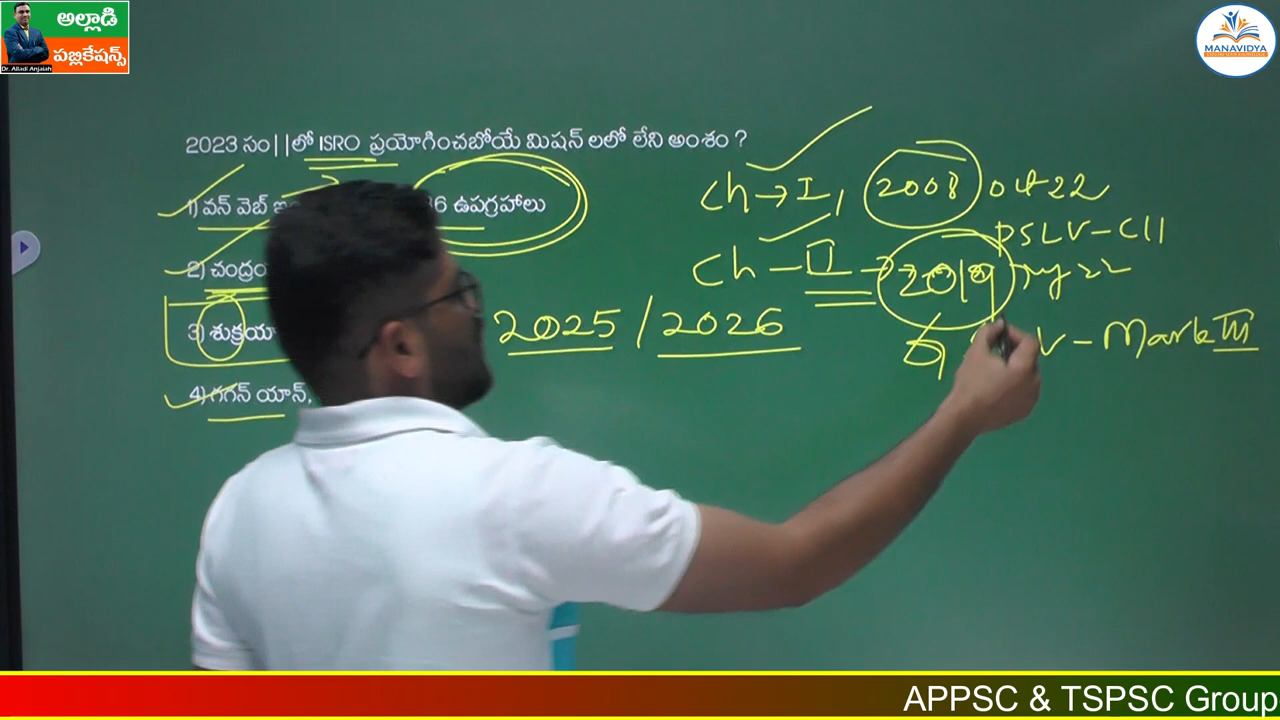 అల్లాడి
పబ్లికేషన్స్
Dr. Alladi Anjaiah
MANAVIDYA
2023 సం||లో ISRO ప్రయోగించబోయే మిషన్ లలో లేని అంశం ?
1) వన్ వెబ్ 36 ఉపగ్రహాలు
2)
3)
4) గగన్ యాన్,
Ch → I, 2008 Oct 22
PSLV-C11
Ch - II → 2019 22
V - Mark III
2025 / 2026
APPSC & TSPSC Group